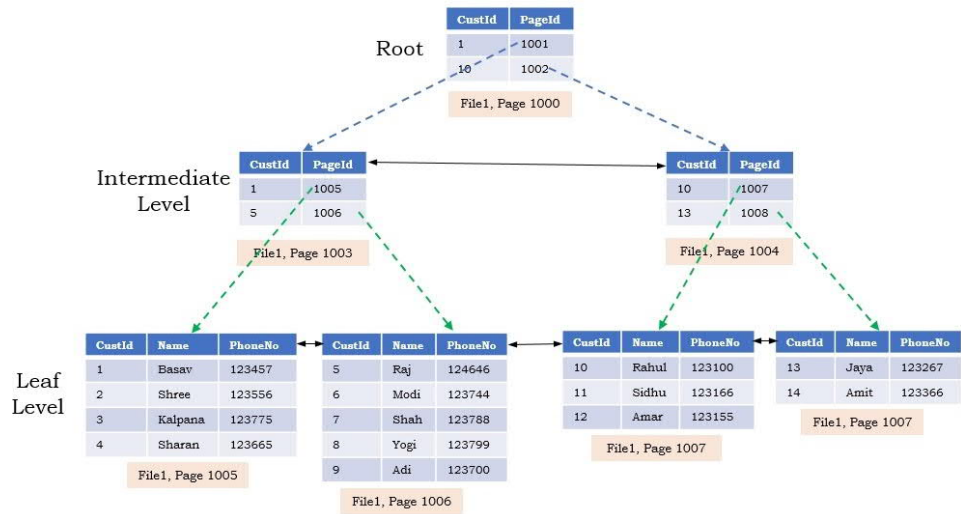 CustId PageId
Root
1 1001
10 1002
File1, Page 1000
CustId PageId
1 1005
5 1006
File1, Page 1003
Intermediate
Level
CustId PageId
10 1007
13 1008
File1, Page 1004
Leaf
Level
CustId Name PhoneNo
1 Basav 123457
2 Shree 123556
3 Kalpana 123775
4 Sharan 123665
File1, Page 1005
CustId Name PhoneNo
5 Raj 124646
6 Modi 123744
7 Shah 123788
8 Yogi 123799
9 Adi 123700
File1, Page 1006
CustId Name PhoneNo
10 Rahul 123100
11 Sidhu 123166
12 Amar 123155
File1, Page 1007
CustId Name PhoneNo
13 Jaya 123267
14 Amit 123366
File1, Page 1007